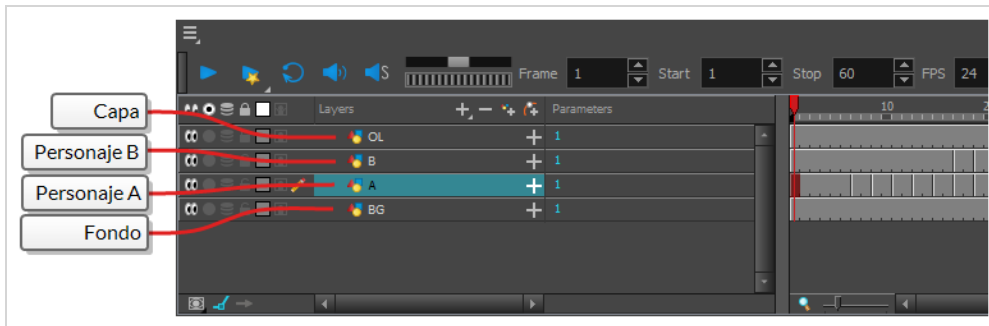 Frame 1 Start 1 Stop 60 FPS 24
Layers Parameters 10 2
Capa OL 1
Personaje B B 1
Personaje A A 1
Fondo BG 1
S